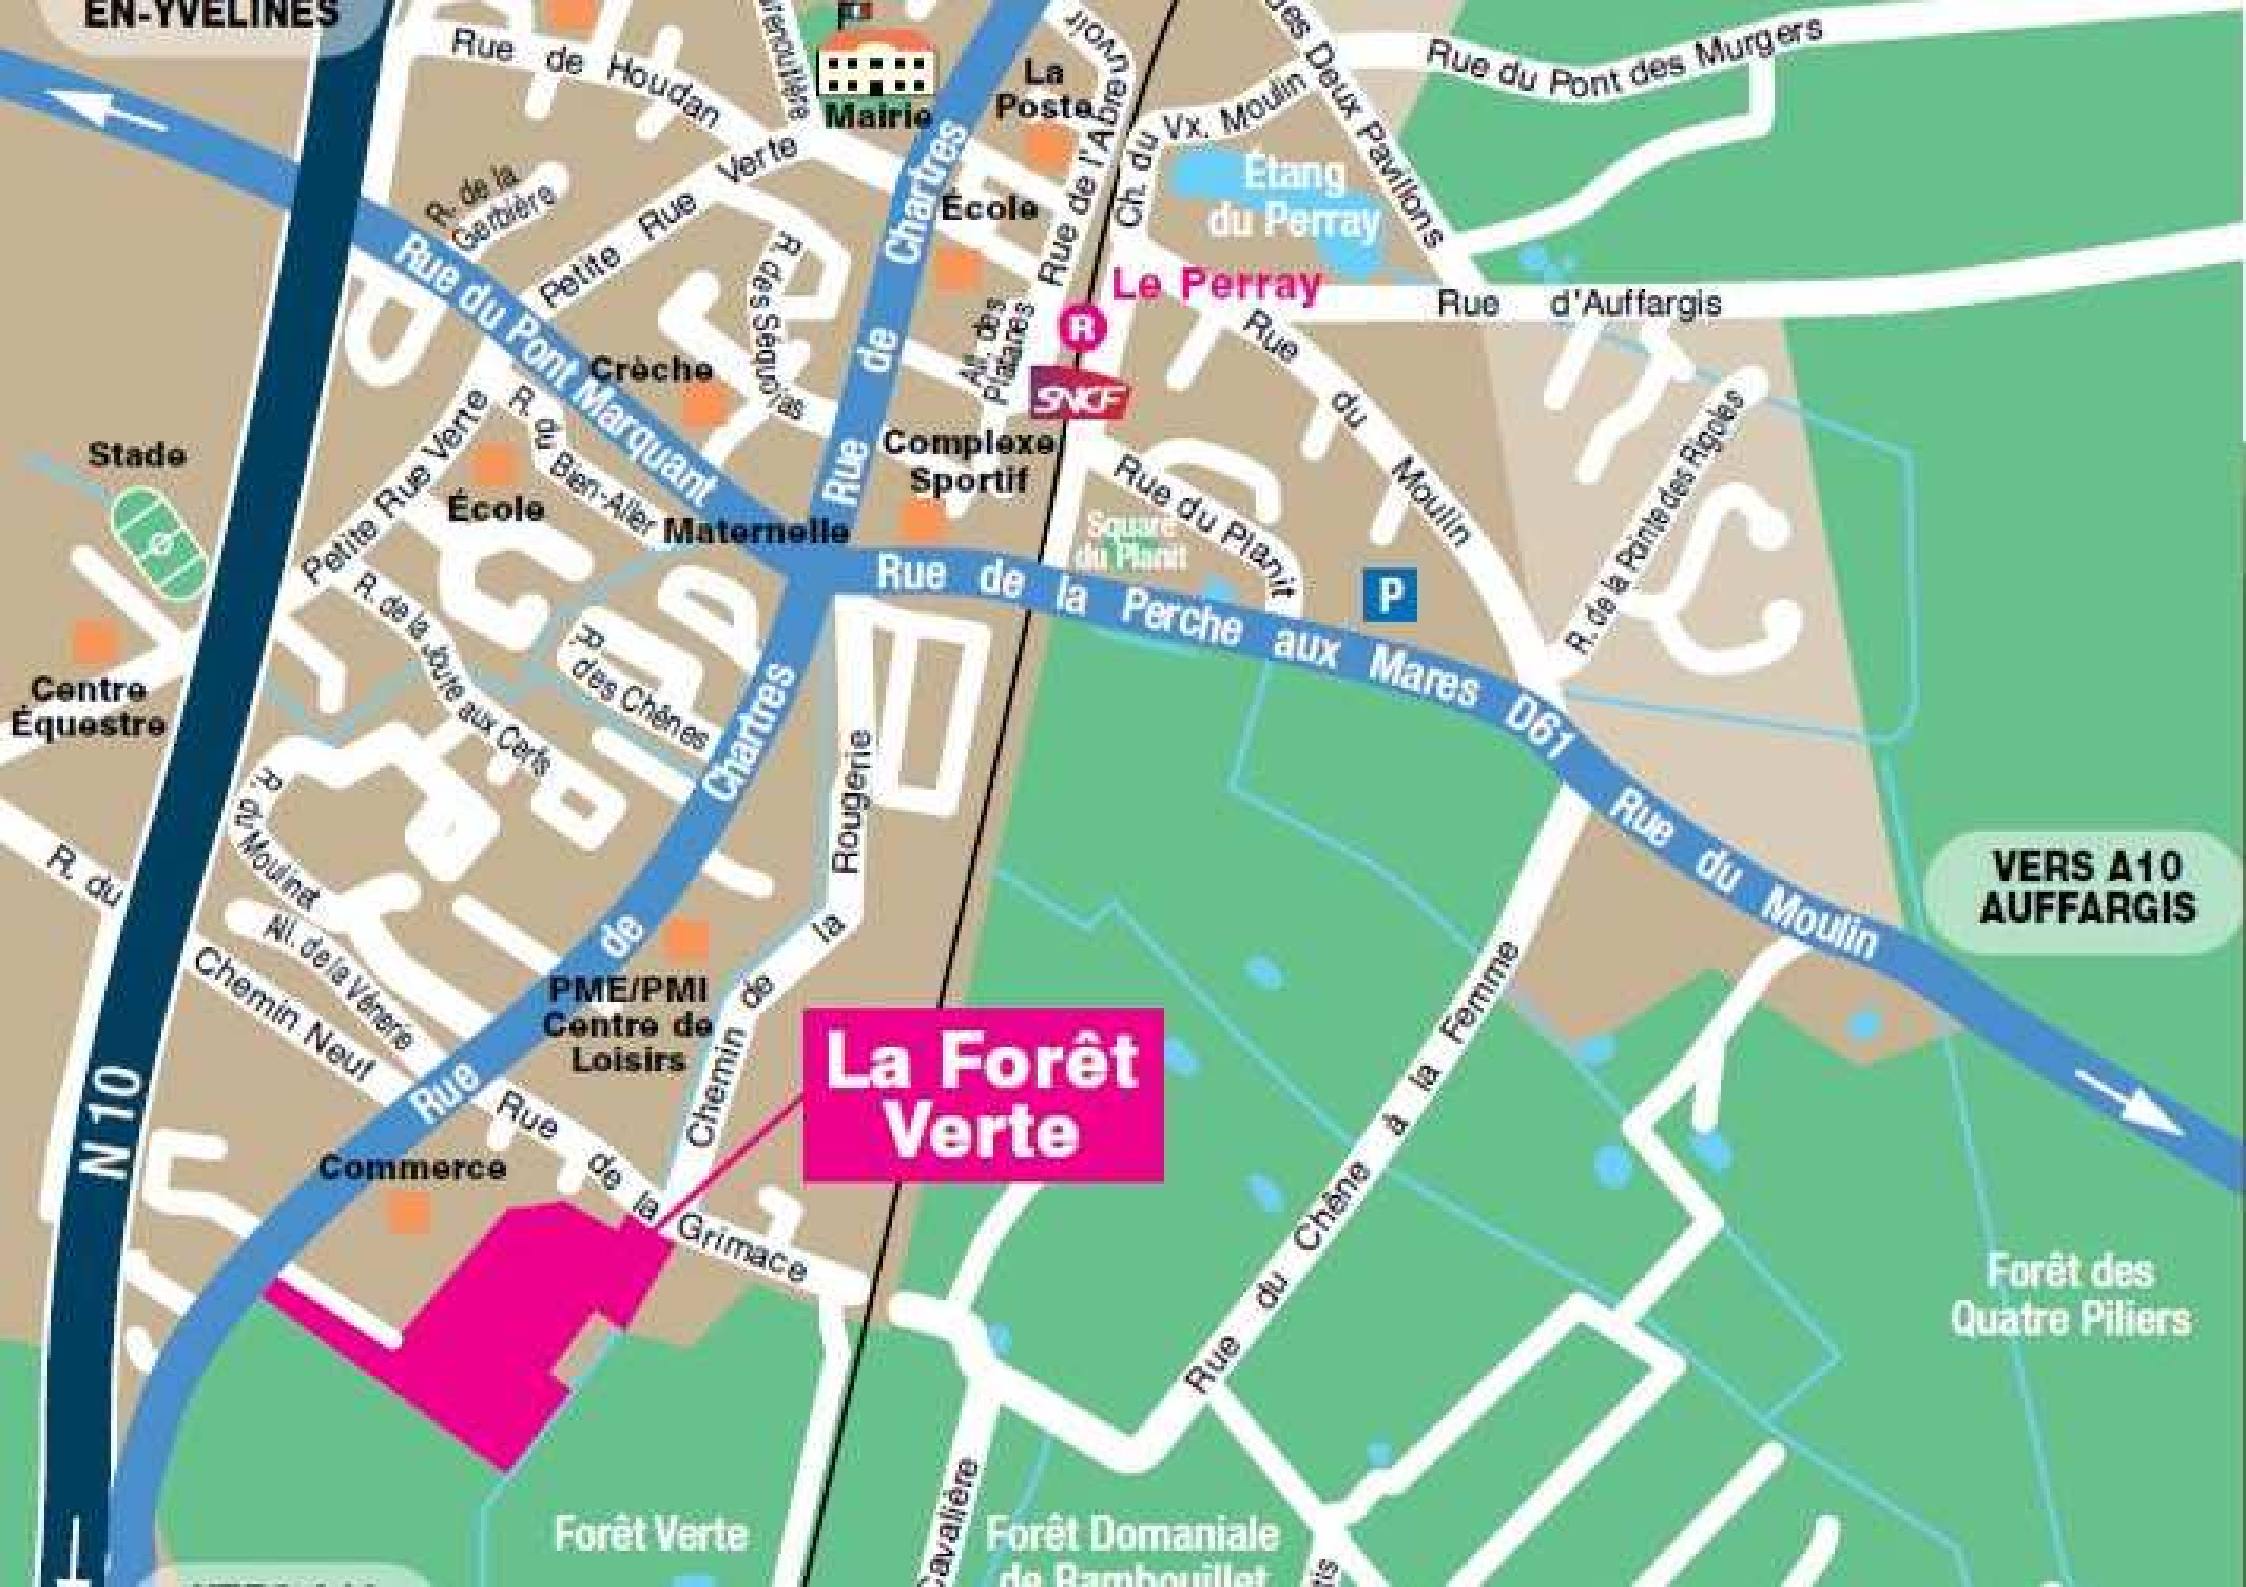 EN-YVELINES
Rue de Houdan
Mairie
La
Poste
Rue de l'Abreuvoir
Ch. du Vx. Moulin
des Deux Pavillons
Rue du Pont des Murgers
Étang
du Perray
R. de la
Gerbière
Petite Rue Verte
R. des Séquoias
Rue de Chartres
École
All. des
Platanes
Le Perray
R
SNCF
Rue d'Auffargis
Rue du Pont Marquant
Crèche
Rue du Moulin
R. de la Pointe des Rigoles
Stade
Petite Rue Verte
R. du Bien-Aller
École
Maternelle
Complexe
Sportif
Rue du Planit
Square
du Planit
P
Rue de la Perche aux Mares D61
Rue du Moulin
R. de la Joute aux Cerfs
R.
des Chênes
Centre
Équestre
Rue de Chartres
Chemin de la Rougerie
R. du Moulinet
R. du
Chemin Neuf
All. de la Vénerie
PME/PMI
Centre de
Loisirs
VERS A10
AUFFARGIS
Rue du Chêne à la Femme
La Forêt
Verte
N 10
Rue de la Grimace
Commerce
Forêt des
Quatre Piliers
Forêt Verte
Cavalière
Forêt Domaniale
de Rambouillet